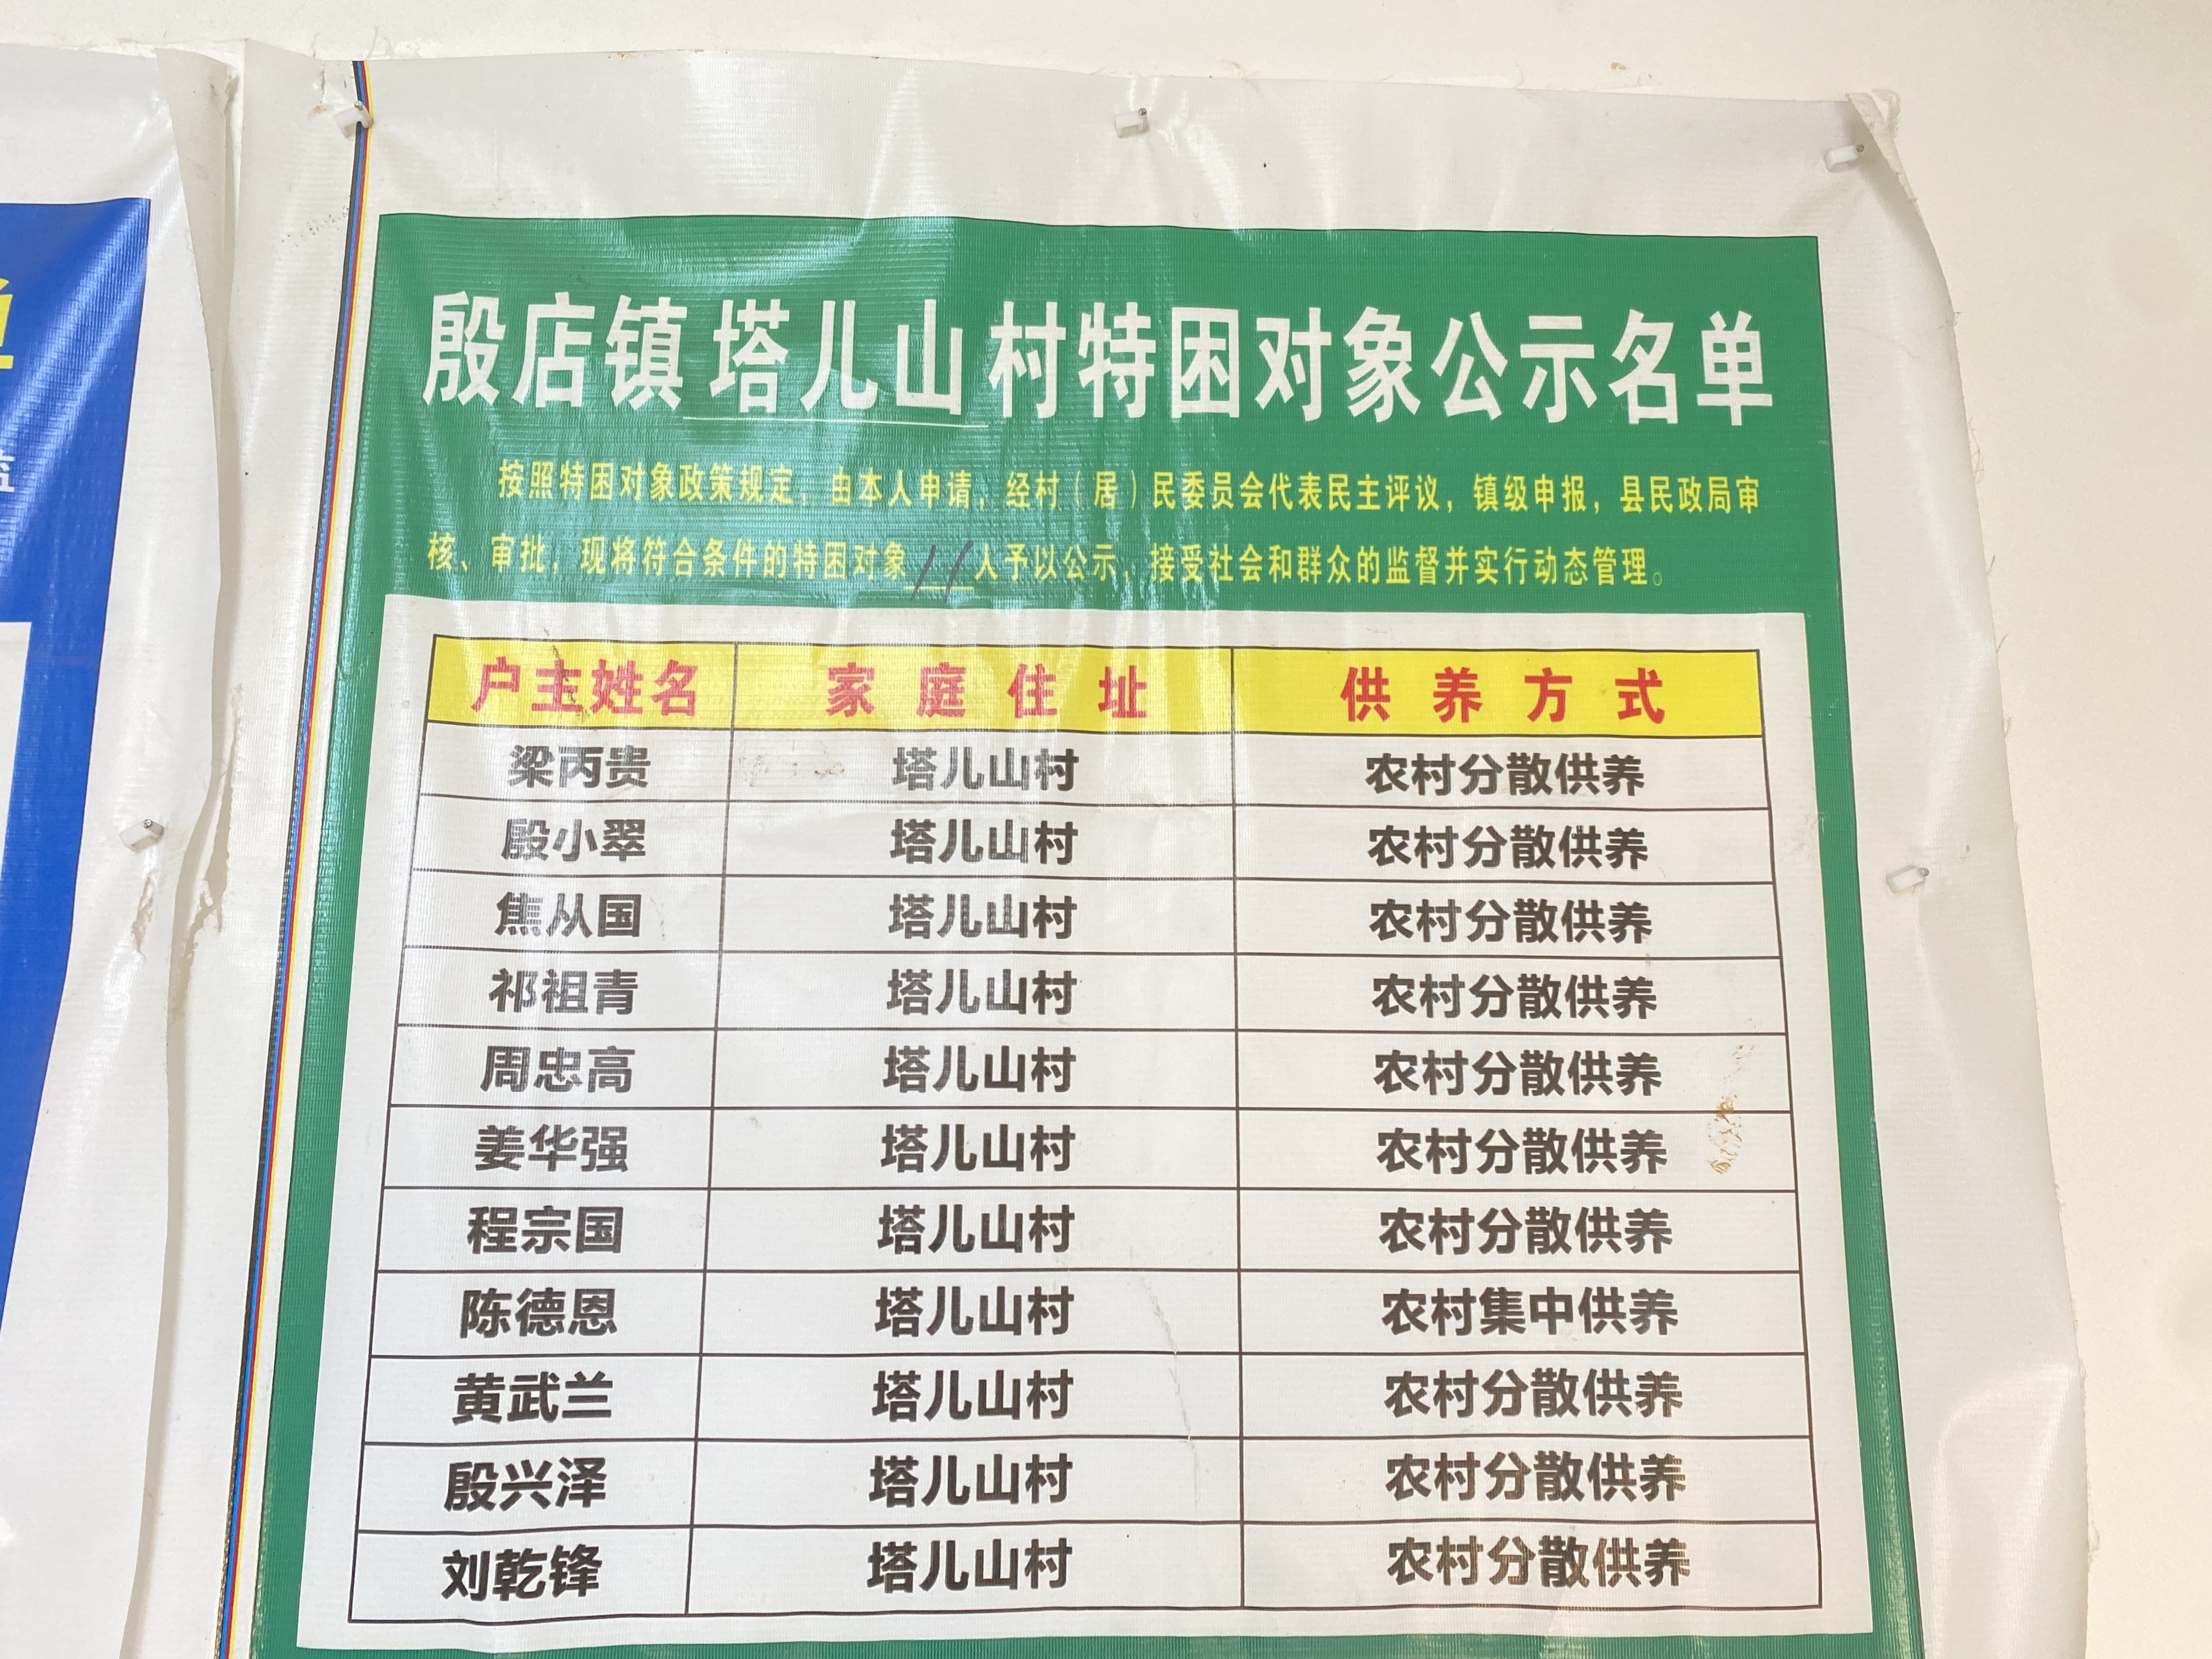 殷店镇 塔儿山 村特困对象公示名单
按照特困对象政策规定，由本人申请，经村（居）民委员会代表民主评议，镇级申报，县民政局审
核、审批，现将符合条件的特困对象 11 人予以公示，接受社会和群众的监督并实行动态管理。
户主姓名 家庭住址 供养方式
梁丙贵 塔儿山村 农村分散供养
殷小翠 塔儿山村 农村分散供养
焦从国 塔儿山村 农村分散供养
祁祖青 塔儿山村 农村分散供养
周忠高 塔儿山村 农村分散供养
姜华强 塔儿山村 农村分散供养
程宗国 塔儿山村 农村分散供养
陈德恩 塔儿山村 农村集中供养
黄武兰 塔儿山村 农村分散供养
殷兴泽 塔儿山村 农村分散供养
刘乾锋 塔儿山村 农村分散供养